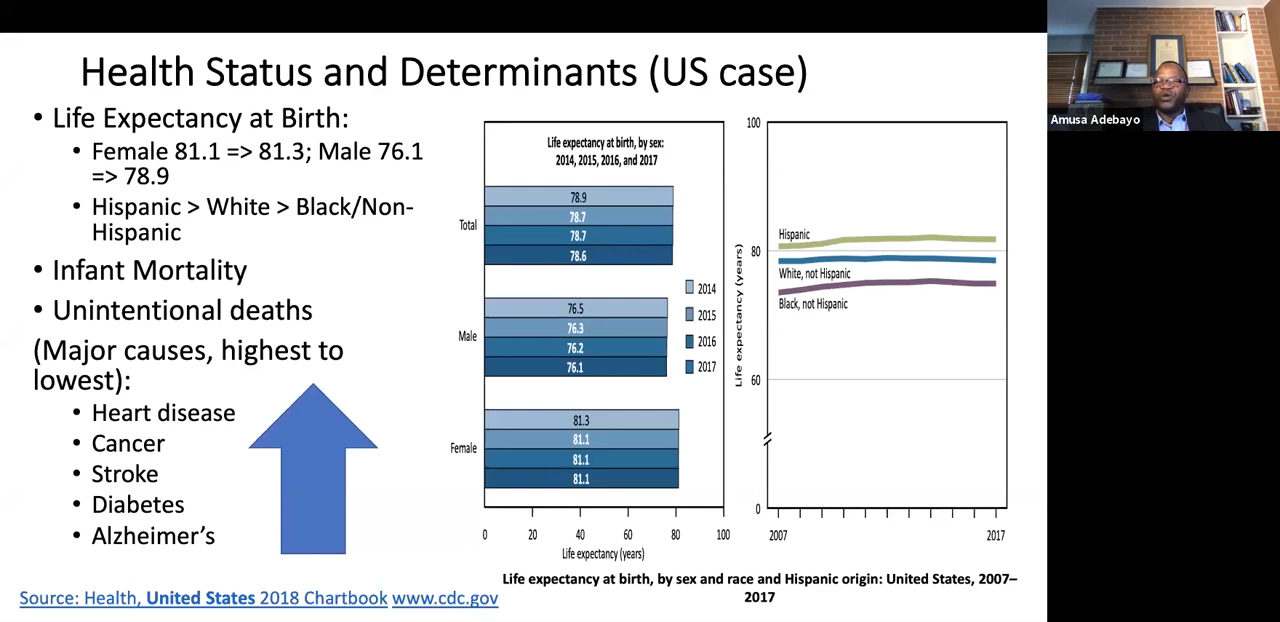 Health Status and Determinants (US case)
• Life Expectancy at Birth:
• Female 81.1 => 81.3; Male 76.1
=> 78.9
• Hispanic > White > Black/Non-
Hispanic
• Infant Mortality
• Unintentional deaths
(Major causes, highest to
lowest):
• Heart disease
• Cancer
• Stroke
• Diabetes
• Alzheimer's
Source: Health, United States 2018 Chartbook www.cdc.gov
Life expectancy at birth, by sex:
2014, 2015, 2016, and 2017
Total
78.9
78.7
78.7
78.6
Male
76.5
76.3
76.2
76.1
Female
81.3
81.1
81.1
81.1
2014
2015
2016
2017
0 20 40 60 80 100
Life expectancy (years)
100
80
60
0
Life expectancy (years)
Hispanic
White, not Hispanic
Black, not Hispanic
2007 2017
Life expectancy at birth, by sex and race and Hispanic origin: United States, 2007–
2017
Amusa Adebayo